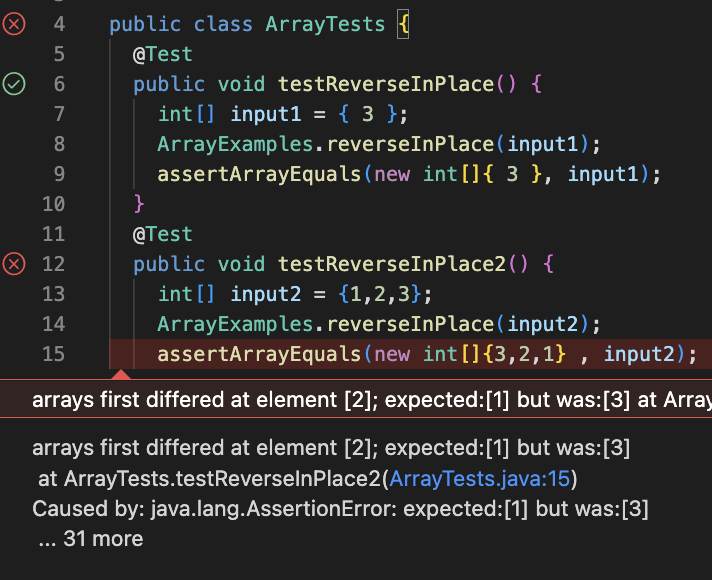 4 public class ArrayTests {
5 @Test
6 public void testReverseInPlace() {
7 int[] input1 = { 3 };
8 ArrayExamples.reverseInPlace(input1);
9 assertArrayEquals(new int[]{ 3 }, input1);
10 }
11 @Test
12 public void testReverseInPlace2() {
13 int[] input2 = {1,2,3};
14 ArrayExamples.reverseInPlace(input2);
15 assertArrayEquals(new int[]{3,2,1} , input2);
arrays first differed at element [2]; expected:[1] but was:[3] at Array
arrays first differed at element [2]; expected:[1] but was:[3]
at ArrayTests.testReverseInPlace2(ArrayTests.java:15)
Caused by: java.lang.AssertionError: expected:[1] but was:[3]
... 31 more